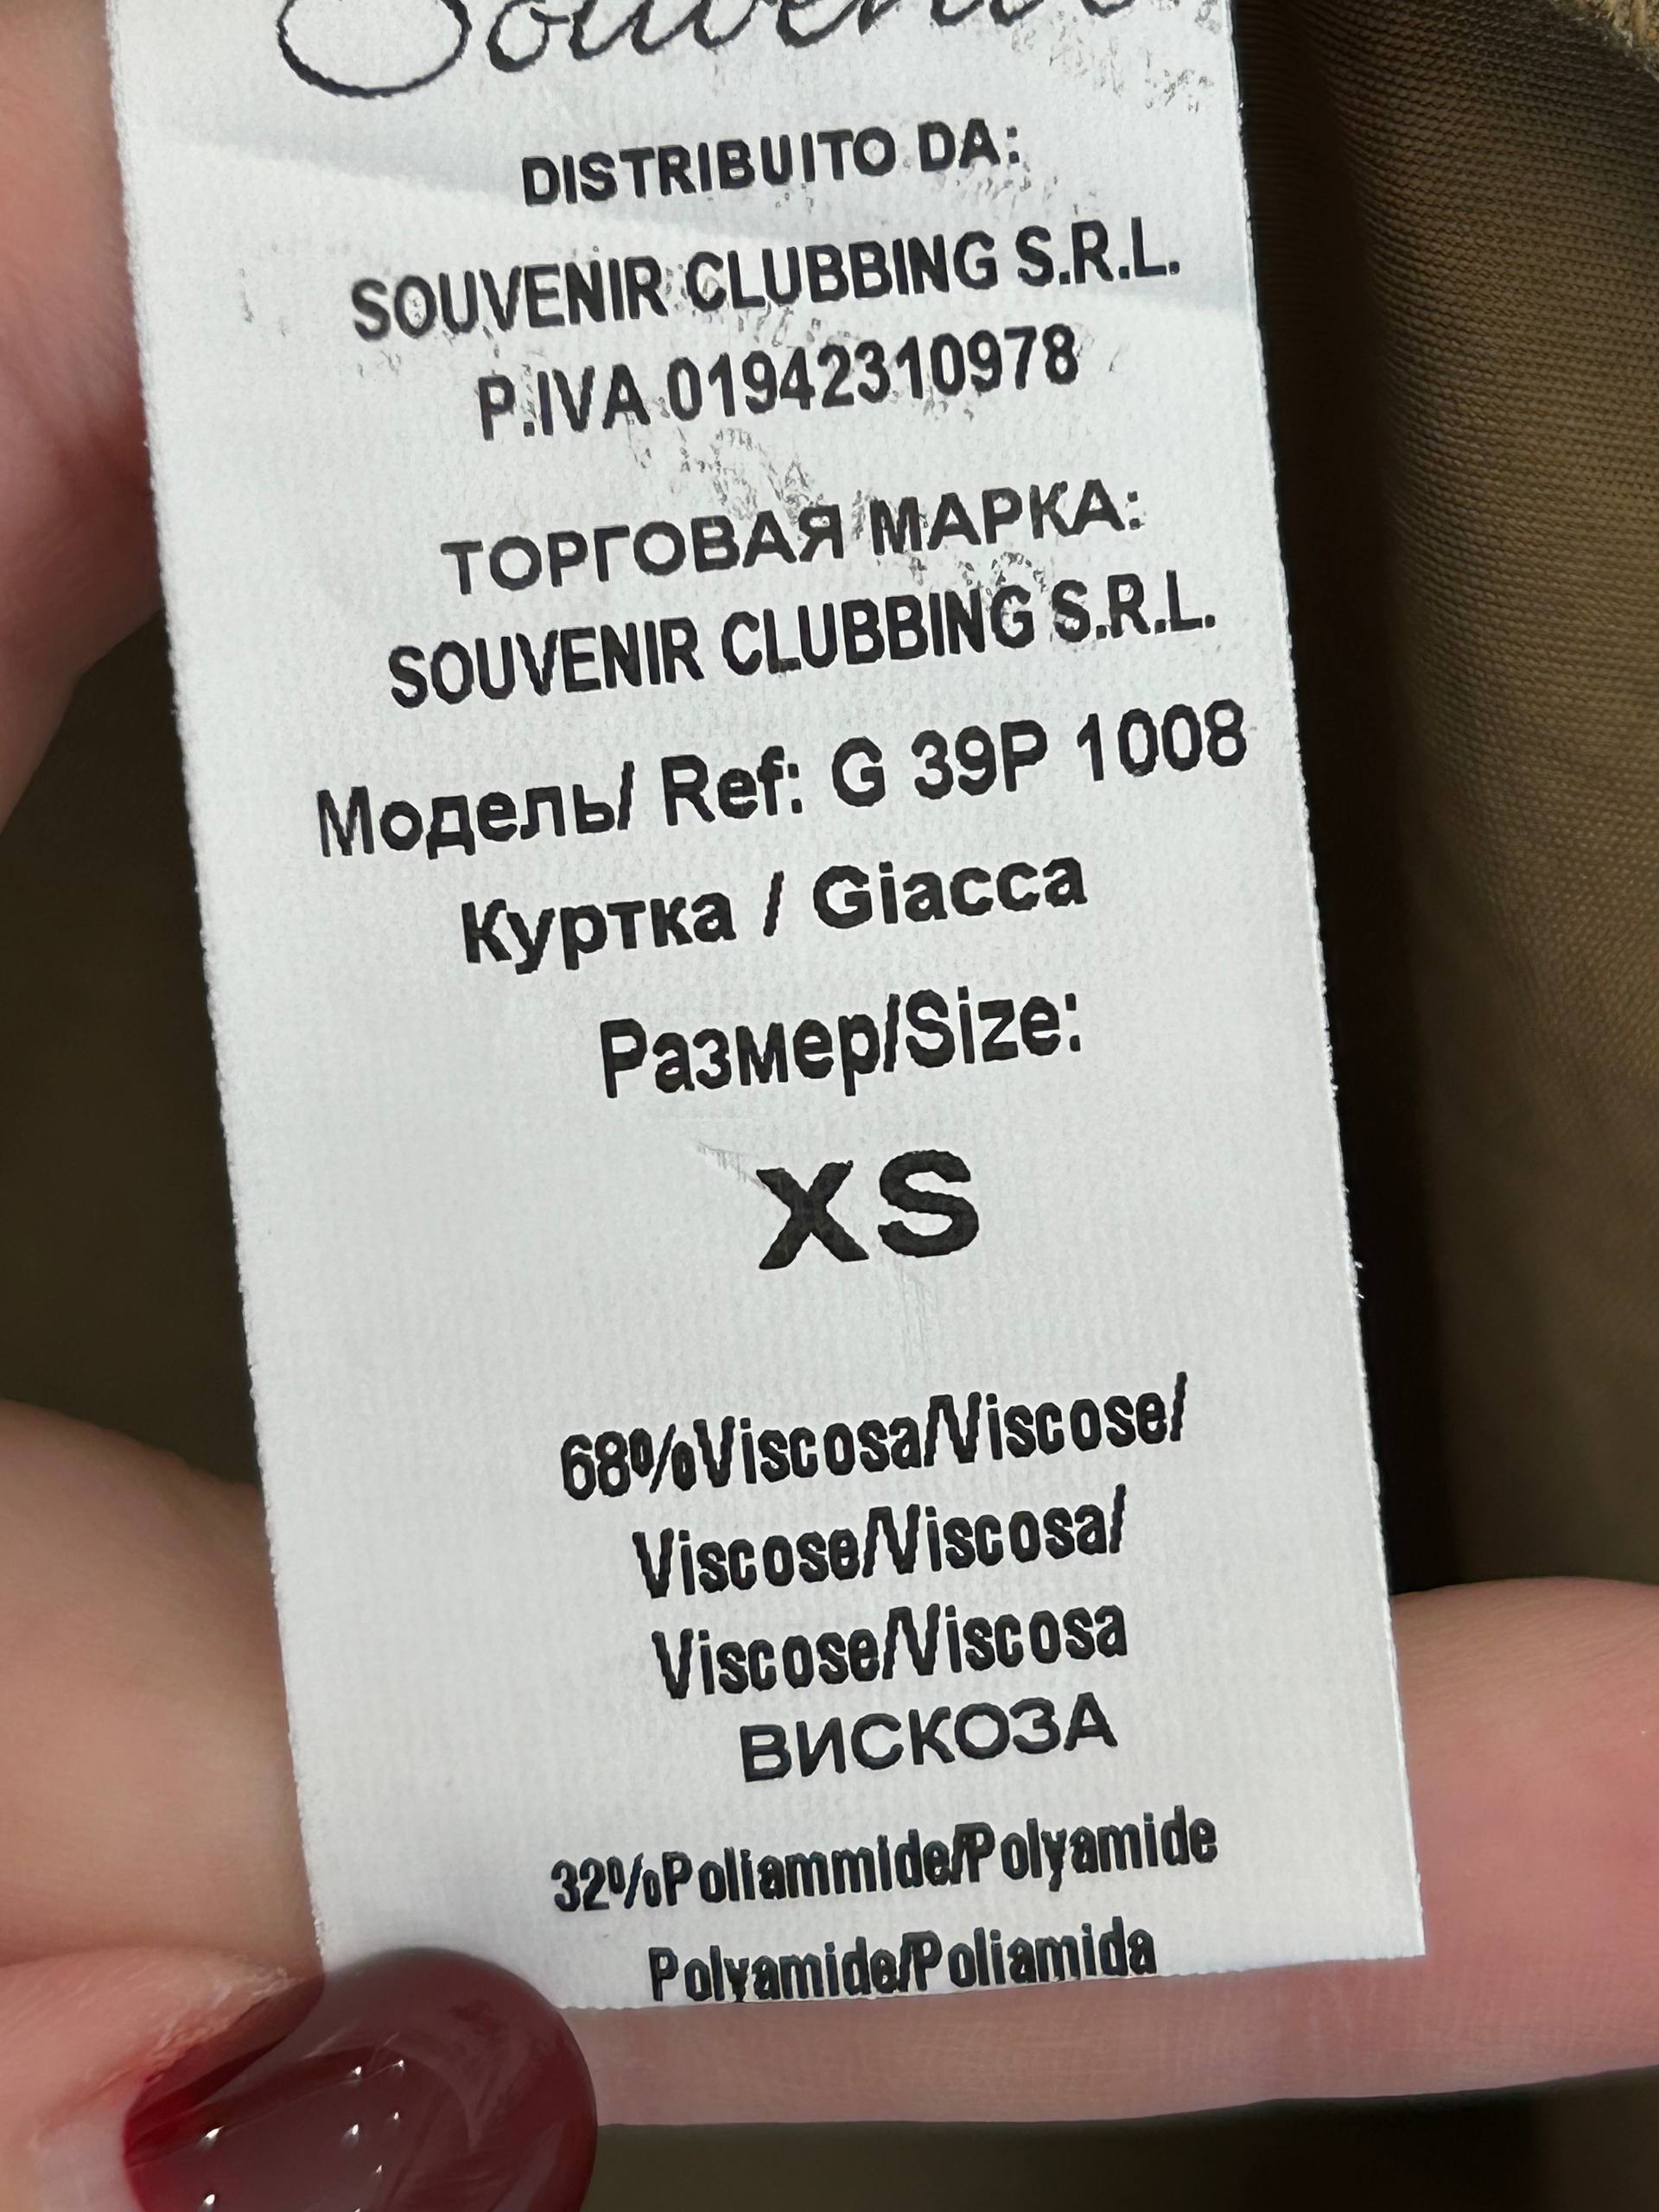 Souvenir
DISTRIBUITO DA:
SOUVENIR CLUBBING S.R.L.
P.IVA 01942310978
ТОРГОВАЯ МАРКА:
SOUVENIR CLUBBING S.R.L.
Модель/ Ref: G 39P 1008
Куртка / Giacca
Размер/Size:
XS
68%Viscosa/Viscose/
Viscose/Viscosa/
Viscose/Viscosa
ВИСКОЗА
32%Poliammide/Polyamide
Polyamide/Poliamida